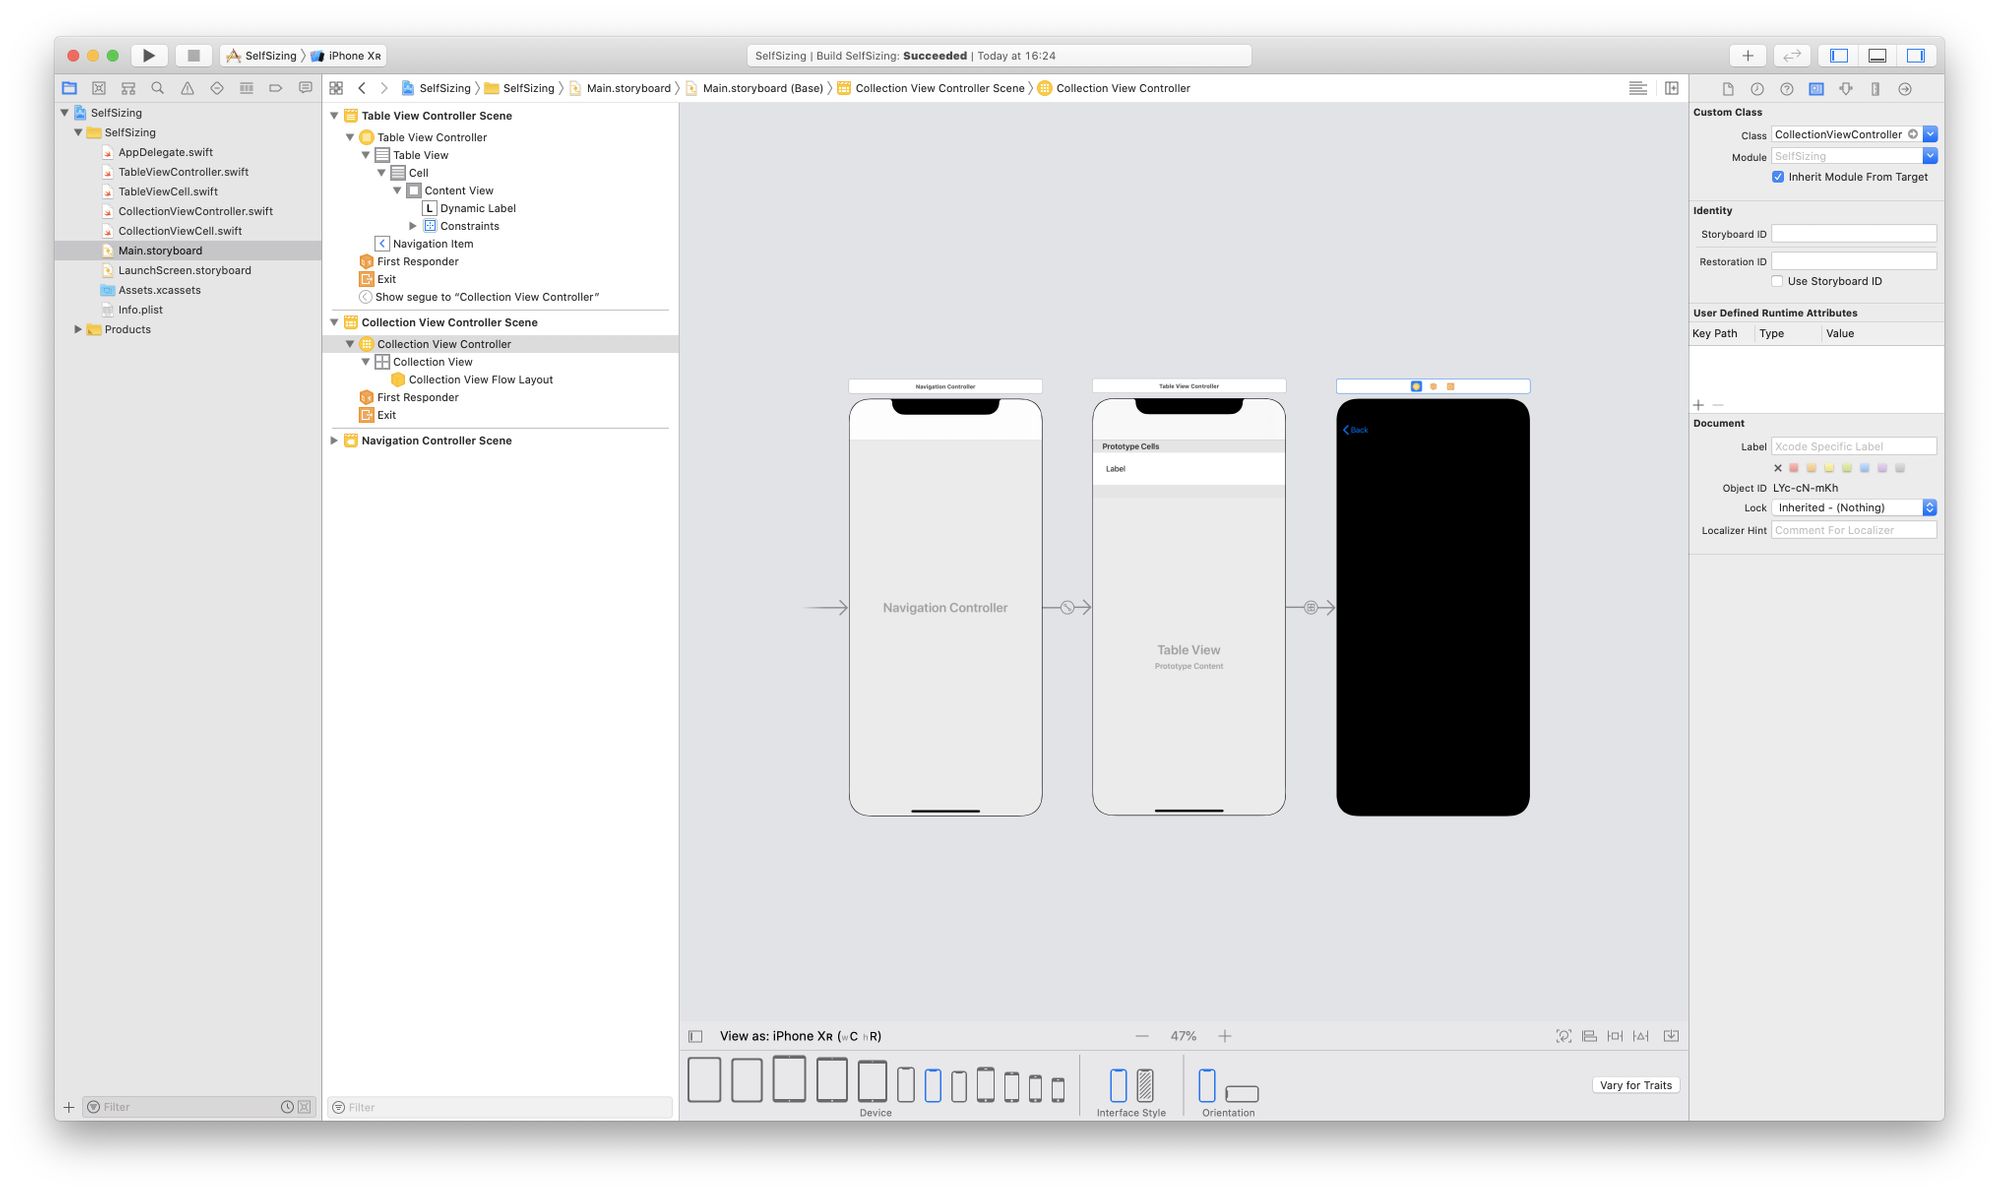 SelfSizing iPhone XR
SelfSizing | Build SelfSizing: Succeeded | Today at 16:24
SelfSizing SelfSizing Main.storyboard Main.storyboard (Base) Collection View Controller Scene Collection View Controller
SelfSizing
SelfSizing
AppDelegate.swift
TableViewController.swift
TableViewCell.swift
CollectionViewController.swift
CollectionViewCell.swift
Main.storyboard
LaunchScreen.storyboard
Assets.xcassets
Info.plist
Products
Filter
Table View Controller Scene
Table View Controller
Table View
Cell
Content View
L Dynamic Label
Constraints
Navigation Item
First Responder
Exit
Show segue to “Collection View Controller”
Collection View Controller Scene
Collection View Controller
Collection View
Collection View Flow Layout
First Responder
Exit
Navigation Controller Scene
Filter
Navigation Controller
Navigation Controller
Table View Controller
Prototype Cells
Label
Table View
Prototype Content
Back
View as: iPhone XR (wC hR)
47%
Device
Interface Style
Orientation
Vary for Traits
Custom Class
Class CollectionViewController
Module SelfSizing
Inherit Module From Target
Identity
Storyboard ID
Restoration ID
Use Storyboard ID
User Defined Runtime Attributes
Key Path Type Value
Document
Label Xcode Specific Label
Object ID LYc-cN-mKh
Lock Inherited - (Nothing)
Localizer Hint Comment For Localizer